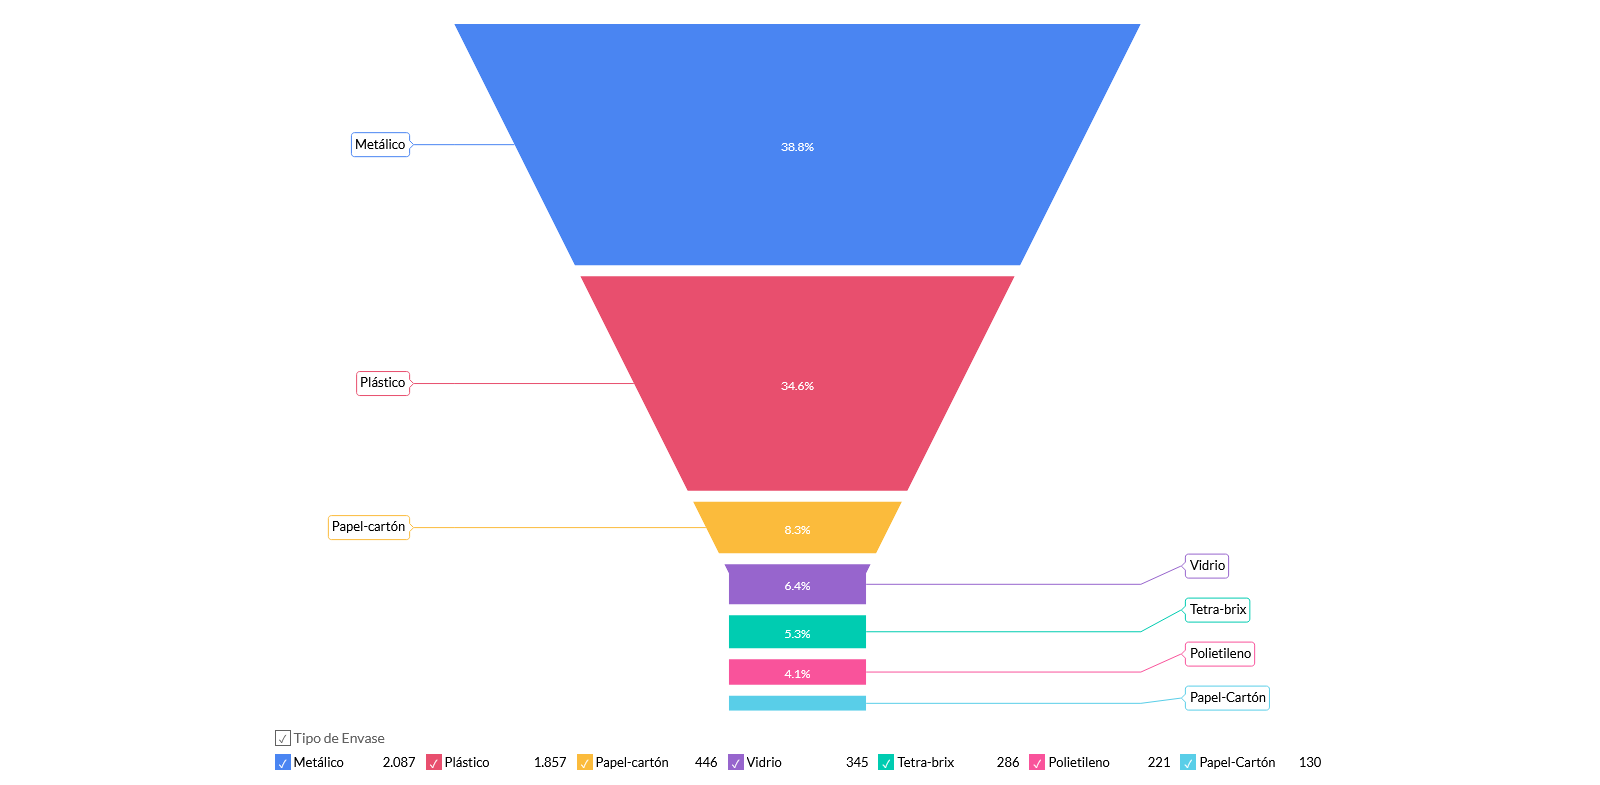 38.8%
Metálico
34.6%
Plástico
8.3%
Papel-cartón
6.4%
Vidrio
5.3%
Tetra-brix
4.1%
Polietileno
Papel-Cartón
Tipo de Envase
Metálico 2.087 Plástico 1.857 Papel-cartón 446 Vidrio 345 Tetra-brix 286 Polietileno 221 Papel-Cartón 130